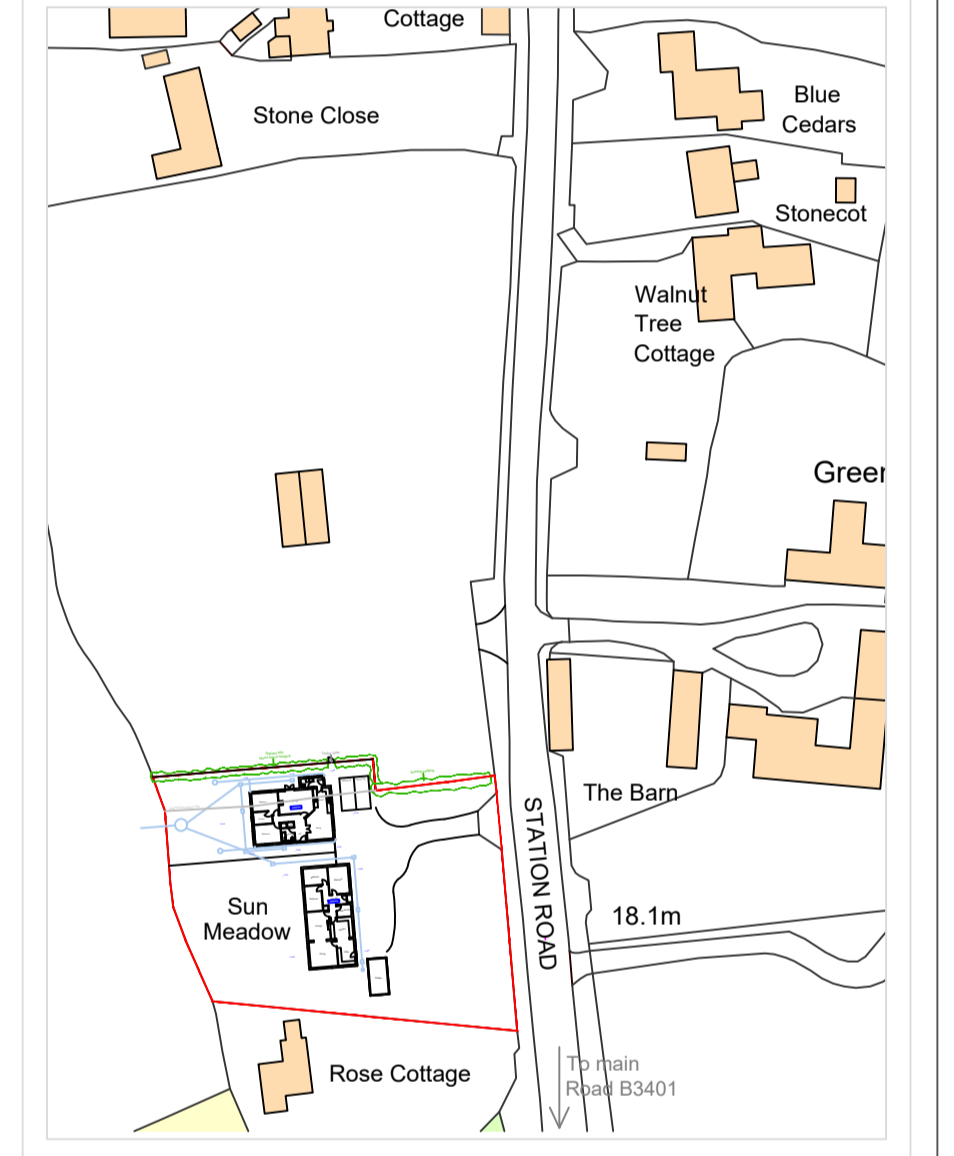 Cottage
Stone Close
Blue
Cedars
Stonecot
Walnut
Tree
Cottage
Green
The Barn
STATION ROAD
Sun
Meadow
18.1m
Rose Cottage
To main
Road B3401